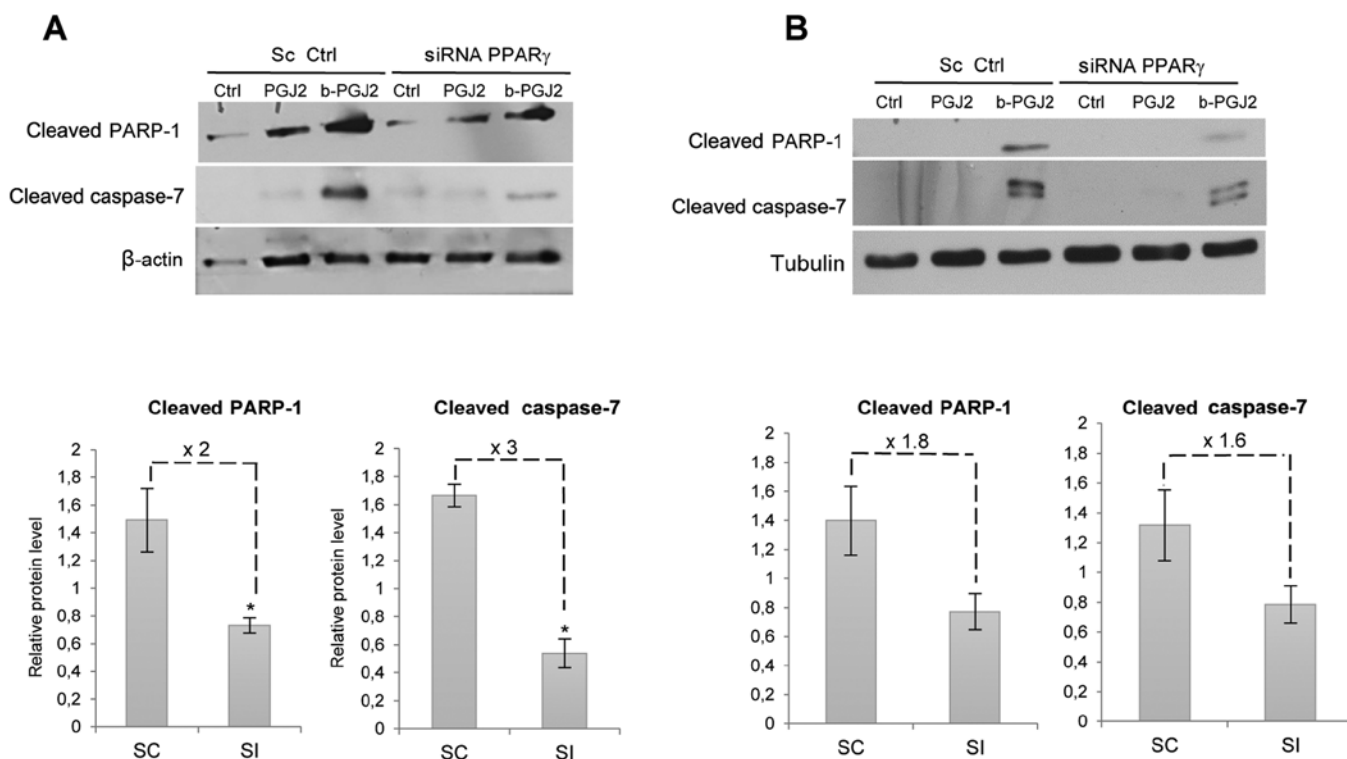 A
Sc Ctrl siRNA PPARγ
Ctrl PGJ2 b-PGJ2 Ctrl PGJ2 b-PGJ2
Cleaved PARP-1
Cleaved caspase-7
β-actin
Cleaved PARP-1
x 2
Relative protein level
2
1,8
1,6
1,4
1,2
1
0,8
0,6
0,4
0,2
0
*
SC SI
Cleaved caspase-7
x 3
Relative protein level
2
1,8
1,6
1,4
1,2
1
0,8
0,6
0,4
0,2
0
*
SC SI
B
Sc Ctrl siRNA PPARγ
Ctrl PGJ2 b-PGJ2 Ctrl PGJ2 b-PGJ2
Cleaved PARP-1
Cleaved caspase-7
Tubulin
Cleaved PARP-1
x 1.8
2
1,8
1,6
1,4
1,2
1
0,8
0,6
0,4
0,2
0
SC SI
Cleaved caspase-7
x 1.6
2
1,8
1,6
1,4
1,2
1
0,8
0,6
0,4
0,2
0
SC SI